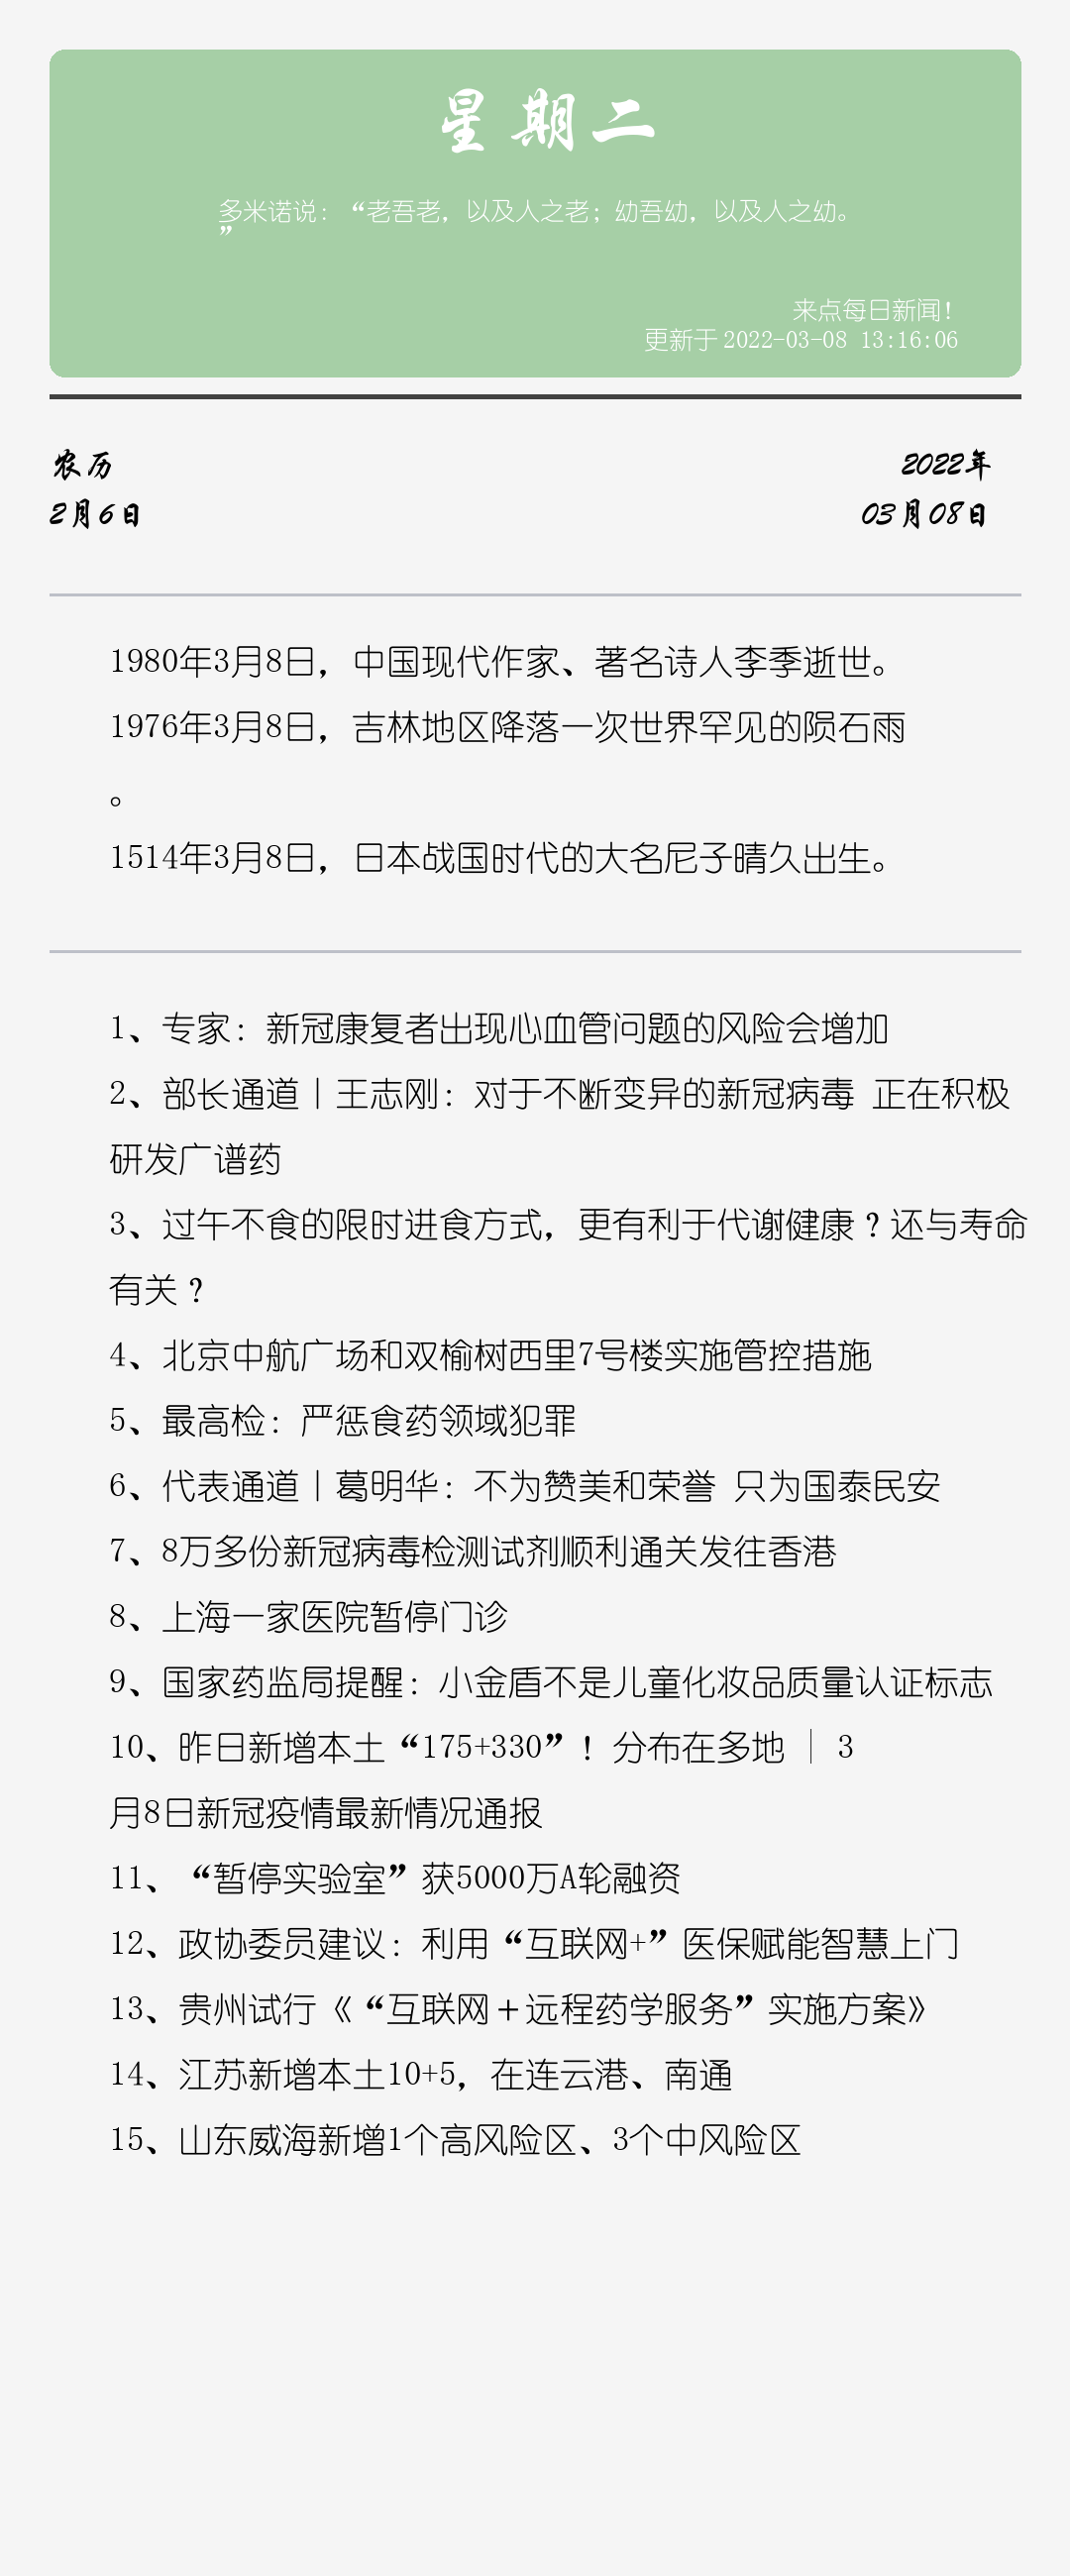 星期二
多米诺说：“老吾老，以及人之老；幼吾幼，以及人之幼。
”
来点每日新闻！
更新于2022-03-08 13:16:06
农历
2022年
2月6日
03月08日
1980年3月8日，中国现代作家、著名诗人李季逝世。
1976年3月8日，吉林地区降落一次世界罕见的陨石雨
。
1514年3月8日，日本战国时代的大名尼子晴久出生。
1、专家：新冠康复者出现心血管问题的风险会增加
2、部长通道丨王志刚：对于不断变异的新冠病毒 正在积极
研发广谱药
3、过午不食的限时进食方式，更有利于代谢健康？还与寿命
有关？
4、北京中航广场和双榆树西里7号楼实施管控措施
5、最高检：严惩食药领域犯罪
6、代表通道丨葛明华：不为赞美和荣誉 只为国泰民安
7、8万多份新冠病毒检测试剂顺利通关发往香港
8、上海一家医院暂停门诊
9、国家药监局提醒：小金盾不是儿童化妆品质量认证标志
10、昨日新增本土“175+330”！分布在多地 │ 3
月8日新冠疫情最新情况通报
11、“暂停实验室”获5000万A轮融资
12、政协委员建议：利用“互联网+”医保赋能智慧上门
13、贵州试行《“互联网＋远程药学服务”实施方案》
14、江苏新增本土10+5，在连云港、南通
15、山东威海新增1个高风险区、3个中风险区